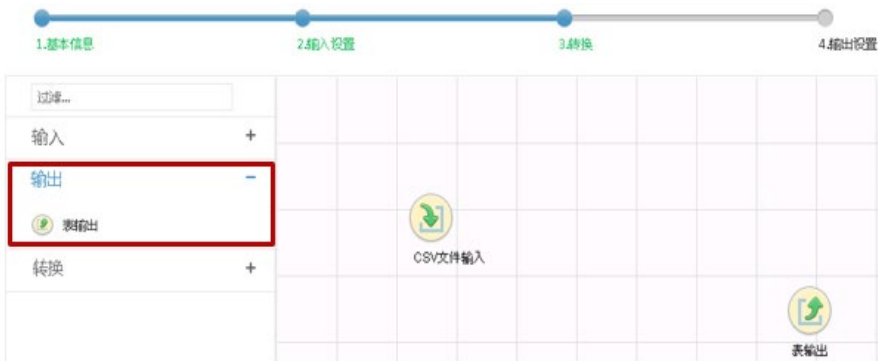 1.基本信息
2.输入设置
3.转换
4.输出设置
过滤...
输入 +
输出 -
表输出
转换 +
CSV文件输入
表输出